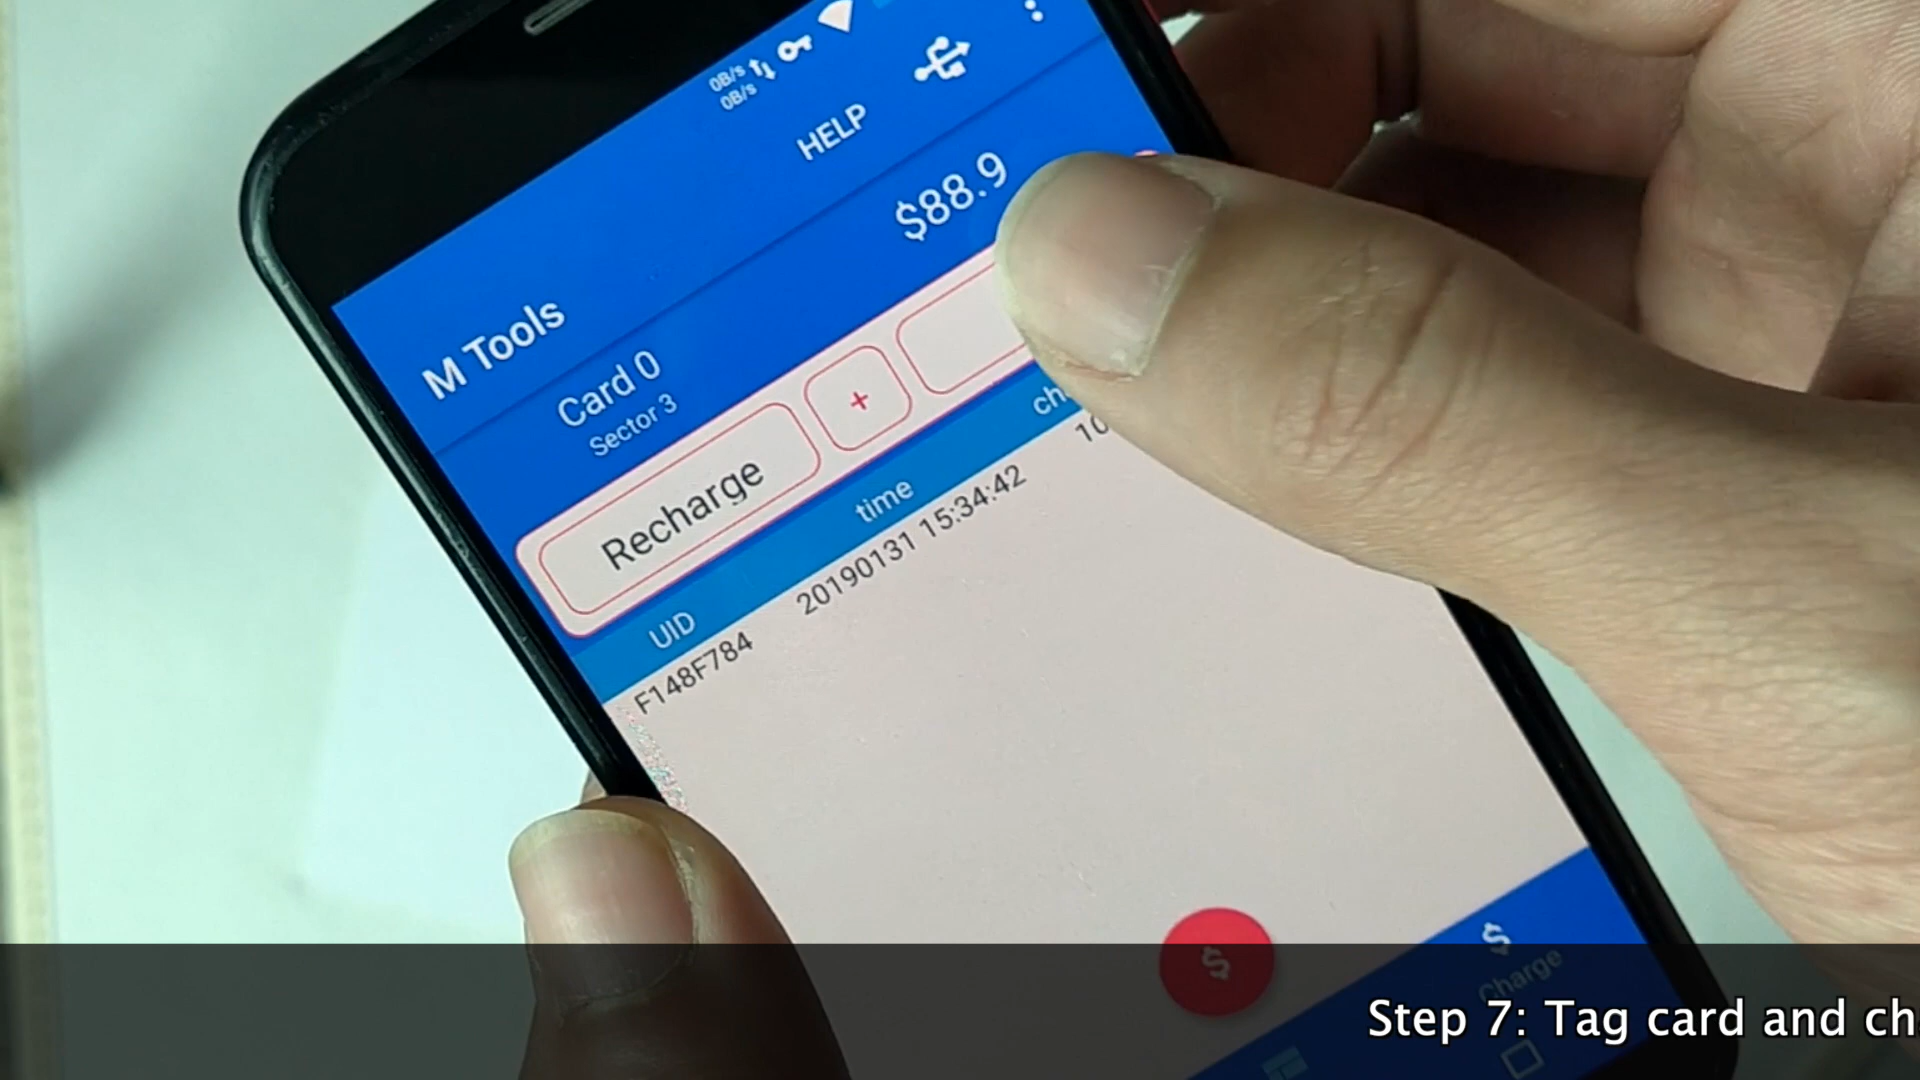 0B/s
0B/s
HELP
M Tools
$88.9
Card 0
Sector 3
Recharge
+
UID
time
F148F784
20190131 15:34:42
10
$
$
Charge
Step 7: Tag card and ch